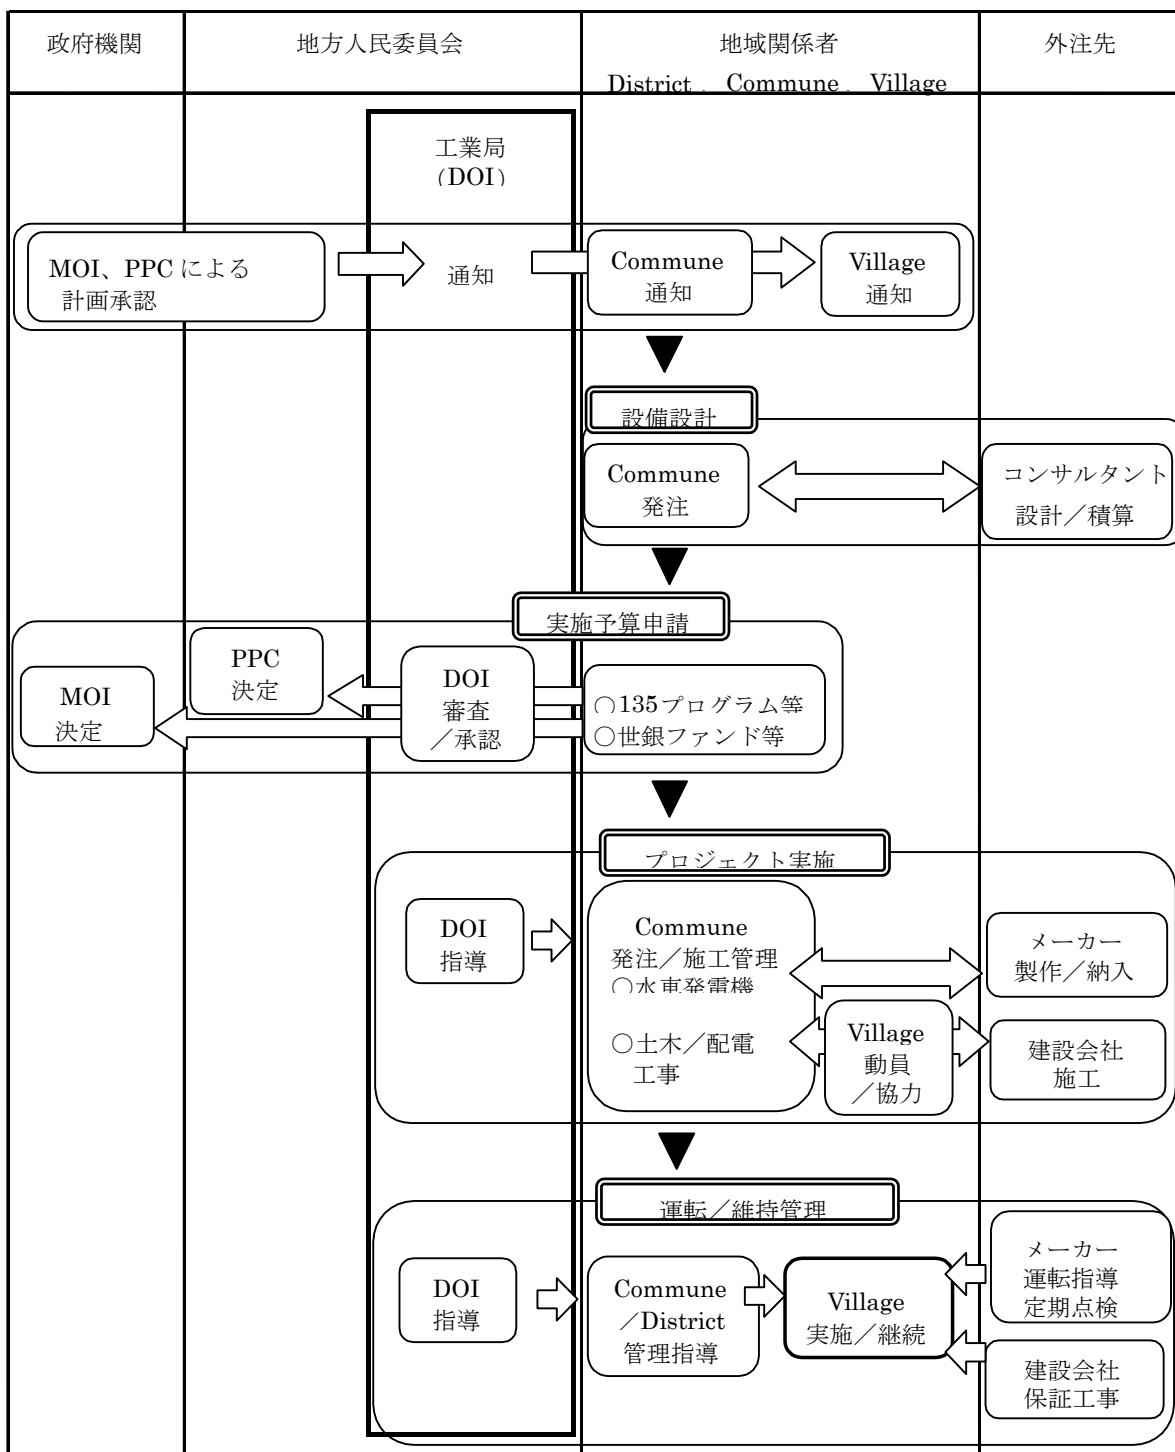 政府機関
地方人民委員会
地域関係者
外注先
District . Commune . Village
工業局
(DOI)
MOI、PPC による
計画承認
通知
Commune
通知
Village
通知
設備設計
Commune
発注
コンサルタント
設計／積算
実施予算申請
MOI
決定
PPC
決定
DOI
審査
／承認
○135プログラム等
○世銀ファンド等
プロジェクト実施
DOI
指導
Commune
発注／施工管理
○水車発電機
○土木／配電
工事
Village
動員
／協力
メーカー
製作／納入
建設会社
施工
運転／維持管理
DOI
指導
Commune
／District
管理指導
Village
実施／継続
メーカー
運転指導
定期点検
建設会社
保証工事